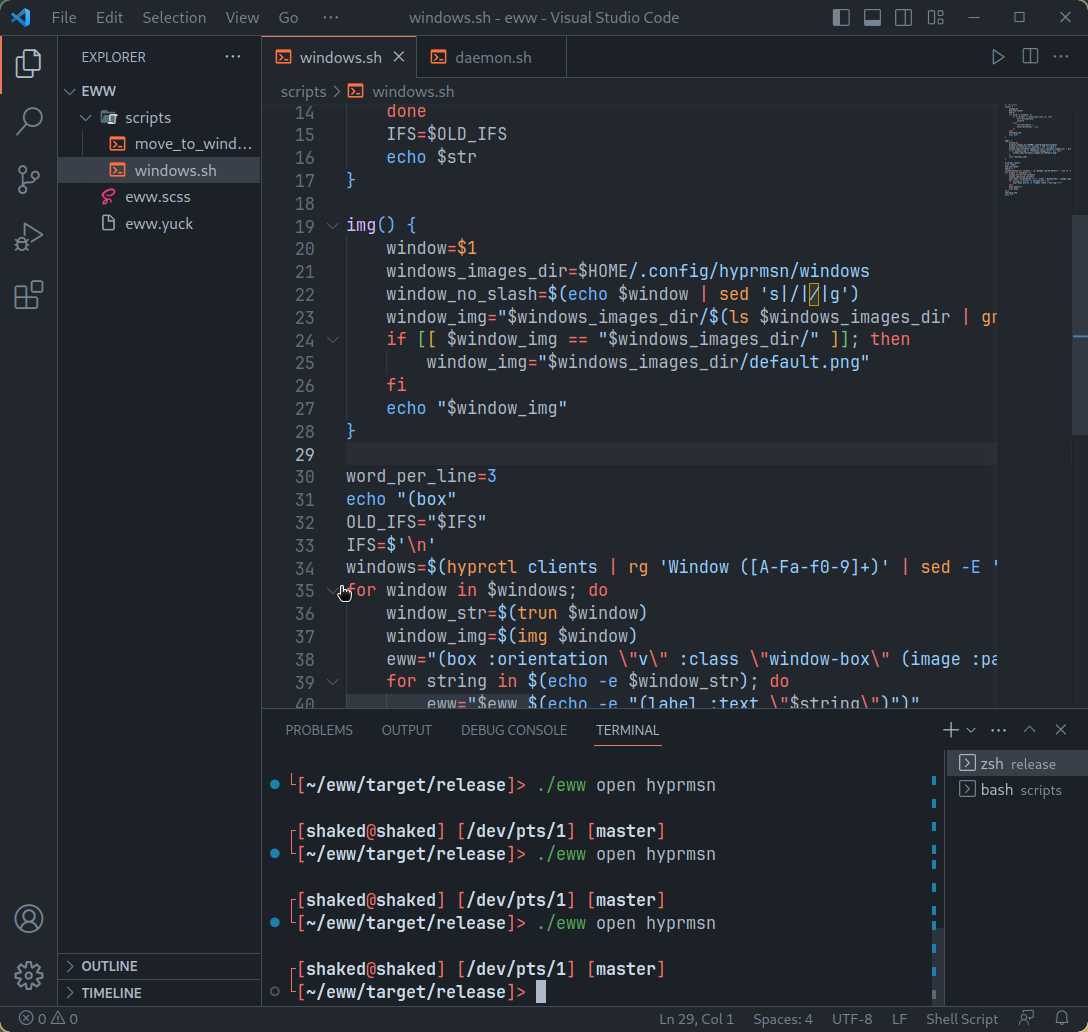 File Edit Selection View Go ··· windows.sh - eww - Visual Studio Code
EXPLORER ···
EWW
scripts
move_to_wind...
windows.sh
eww.scss
eww.yuck
OUTLINE
TIMELINE
windows.sh daemon.sh
scripts > windows.sh
14 done
15 IFS=$OLD_IFS
16 echo $str
17 }
18
19 img() {
20 window=$1
21 windows_images_dir=$HOME/.config/hyprmsn/windows
22 window_no_slash=$(echo $window | sed 's|/|∕|g')
23 window_img="$windows_images_dir/$(ls $windows_images_dir | gr
24 if [[ $window_img == "$windows_images_dir/" ]]; then
25 window_img="$windows_images_dir/default.png"
26 fi
27 echo "$window_img"
28 }
29
30 word_per_line=3
31 echo "(box"
32 OLD_IFS="$IFS"
33 IFS=$'\n'
34 windows=$(hyprctl clients | rg 'Window ([A-Fa-f0-9]+)' | sed -E '
35 for window in $windows; do
36 window_str=$(trun $window)
37 window_img=$(img $window)
38 eww="(box :orientation \"v\" :class \"window-box\" (image :pa
39 for string in $(echo -e $window_str); do
40 eww="$eww $(echo -e "(label :text \"$string\")")"
PROBLEMS OUTPUT DEBUG CONSOLE TERMINAL
[~/eww/target/release]> ./eww open hyprmsn
[shaked@shaked] [/dev/pts/1] [master]
[~/eww/target/release]> ./eww open hyprmsn
[shaked@shaked] [/dev/pts/1] [master]
[~/eww/target/release]> ./eww open hyprmsn
[shaked@shaked] [/dev/pts/1] [master]
[~/eww/target/release]>
zsh release
bash scripts
0 0 Ln 29, Col 1 Spaces: 4 UTF-8 LF Shell Script